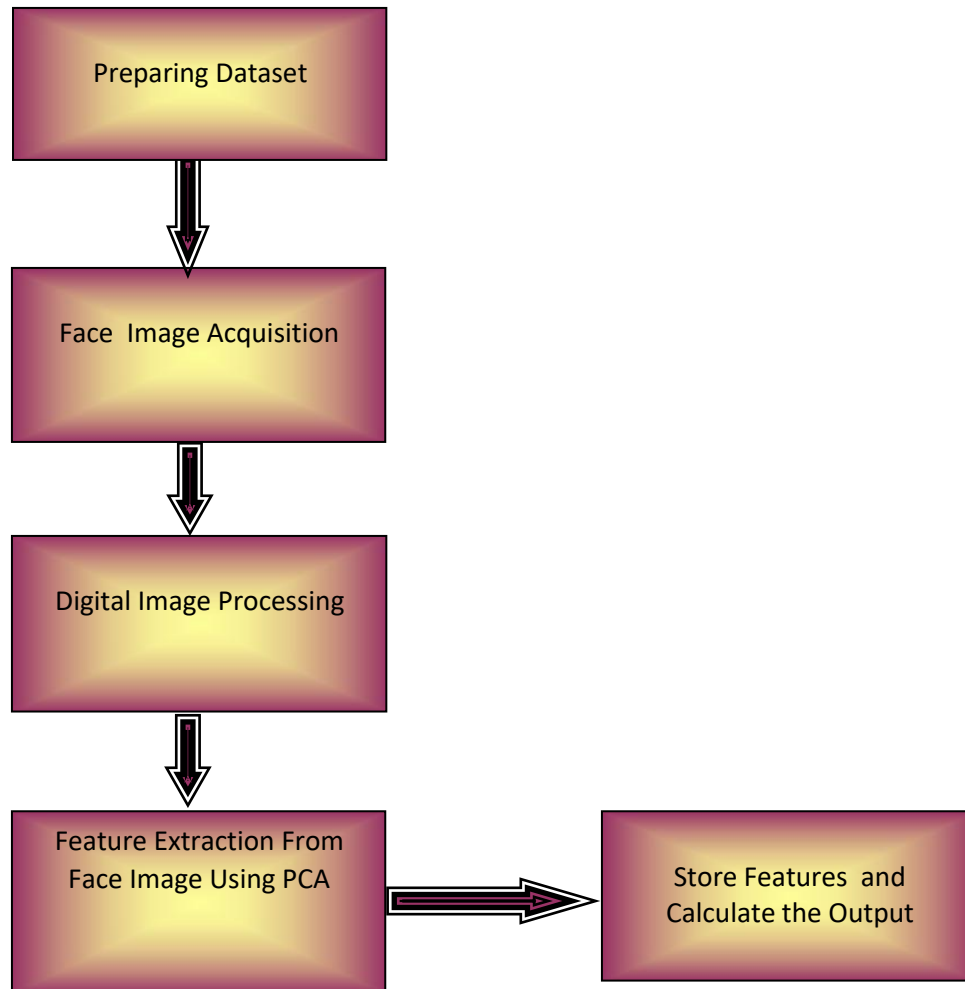 Preparing Dataset
Face  Image Acquisition
Digital Image Processing
Feature Extraction From
Face Image Using PCA
Store Features  and
Calculate the Output